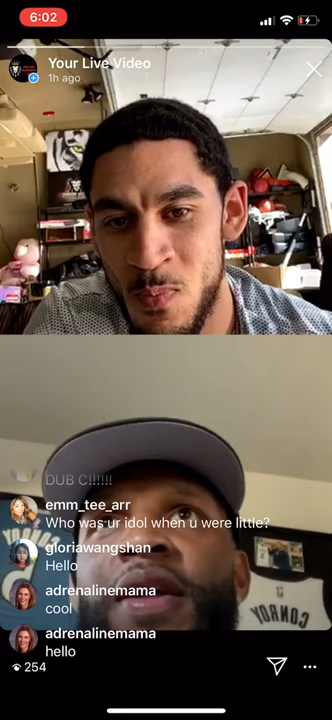 6:02
Your Live Video
1h ago
DUB C!!!!!!
emm_tee_arr
Who was ur idol when u were little?
gloriawangshan
Hello
adrenalinemama
cool
adrenalinemama
hello
CONROY
254